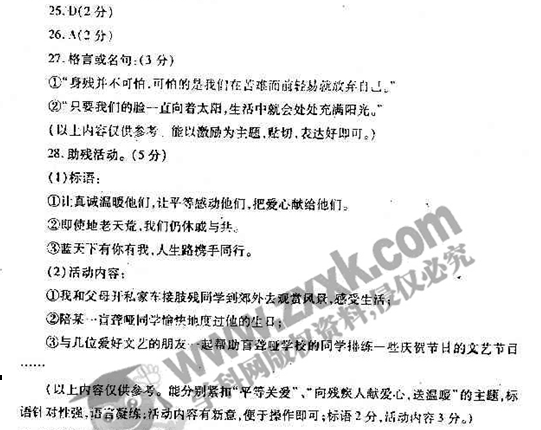 25.D(2分)
26.A(2分)
27.格言或名句:(3分)
①“身残并不可怕,可怕的是我们在苦难面前轻易就放弃自己。”
②“只要我们的脸一直向着太阳,生活中就会处处充满阳光。”
(以上内容仅供参考、能以激励为主题,贴切,表达好即可。)
28.助残活动。(5分)
(1)标语:
①让真诚温暖他们,让平等感动他们,把爱心献给他们。
②即使地老天荒,我们仍休戚与共。
③蓝天下有你有我,人生路携手同行。
(2)活动内容:
①我和父母开私家车接肢残同学到郊外去观赏风景,感受生活;
②陪某一盲聋哑同学愉快地度过他的生日;
③与几位爱好文艺的朋友一起帮助盲聋哑学校的同学排练一些庆祝节日的文艺节目
……
(以上内容仅供参考。能分别紧扣“平等关爱”、“向残疾人献爱心,送温暖”的主题,标
语针对性强,语言凝练;活动内容有新意,便于操作即可;标语2分,活动内容3分。)
www.zxxk.com
学科网版权资料,侵仅必究